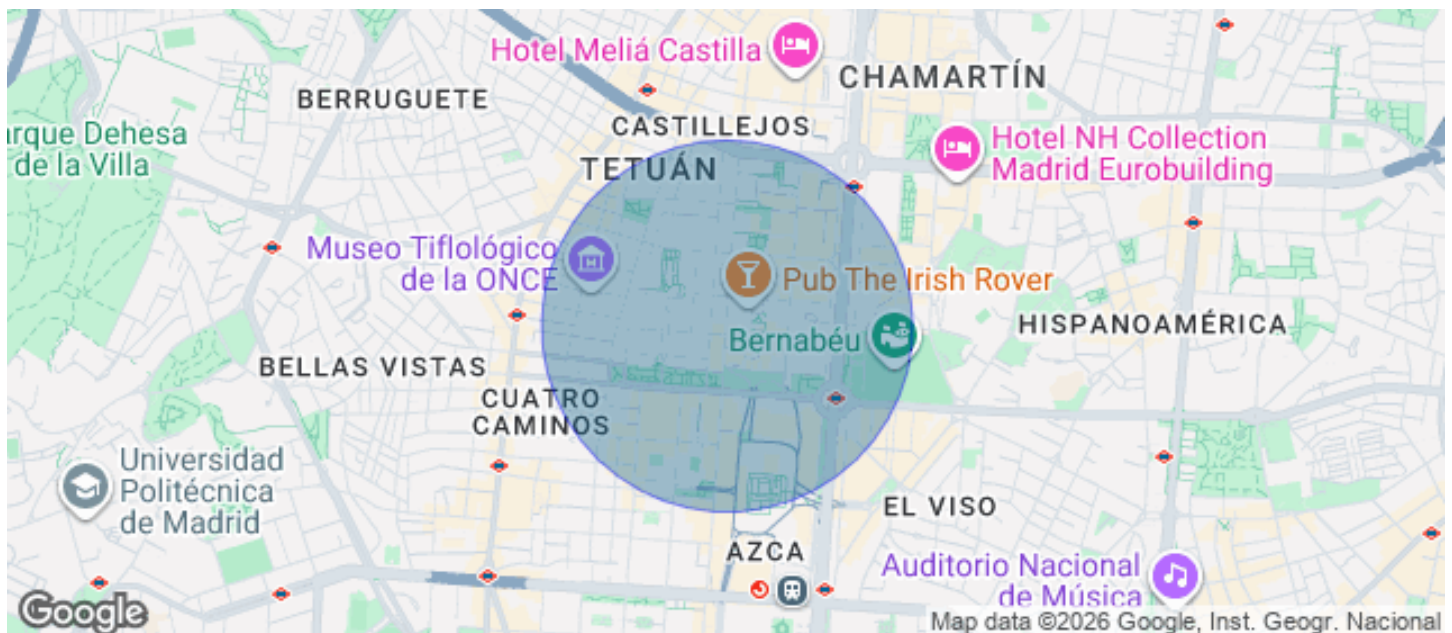 Hotel Meliá Castilla
CHAMARTÍN
BERRUGUETE
CASTILLEJOS
arque Dehesa
de la Villa
TETUÁN
Hotel NH Collection
Madrid Eurobuilding
Museo Tiflológico
de la ONCE
Pub The Irish Rover
Bernabéu
HISPANOAMÉRICA
BELLAS VISTAS
CUATRO
CAMINOS
Universidad
Politécnica
de Madrid
EL VISO
AZCA
Auditorio Nacional
de Música
Google
Map data ©2026 Google, Inst. Geogr. Nacional